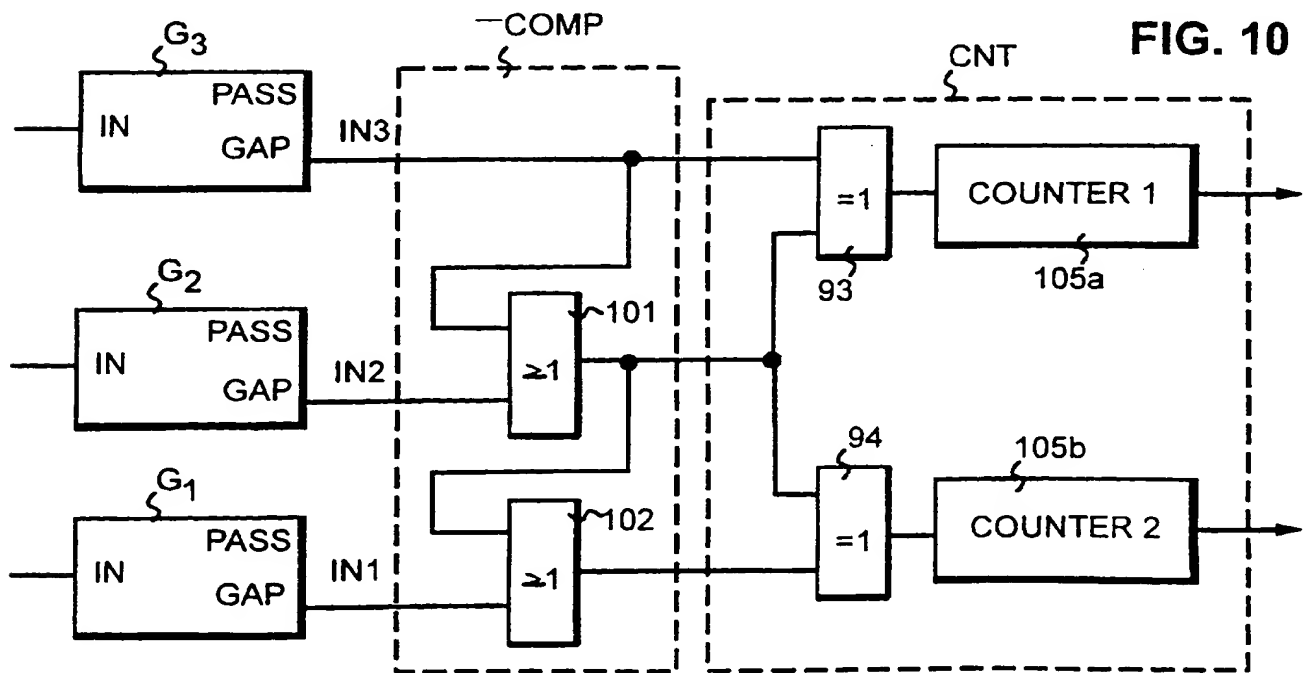 FIG. 10
COMP
CNT
G3
IN
PASS
GAP
IN3
=1
93
COUNTER 1
105a
G2
IN
PASS
GAP
IN2
101
≥1
G1
IN
PASS
GAP
IN1
102
≥1
94
=1
105b
COUNTER 2